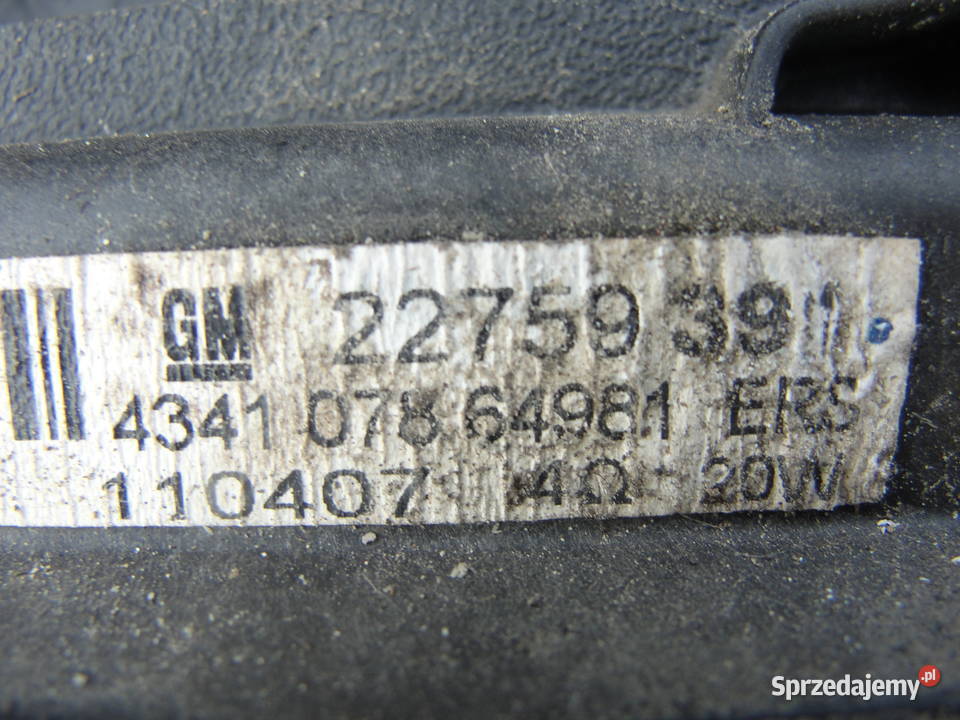 GM 22759391
4341 078 64981 ERS
110407 4Ω 20W
Sprzedajemy.pl